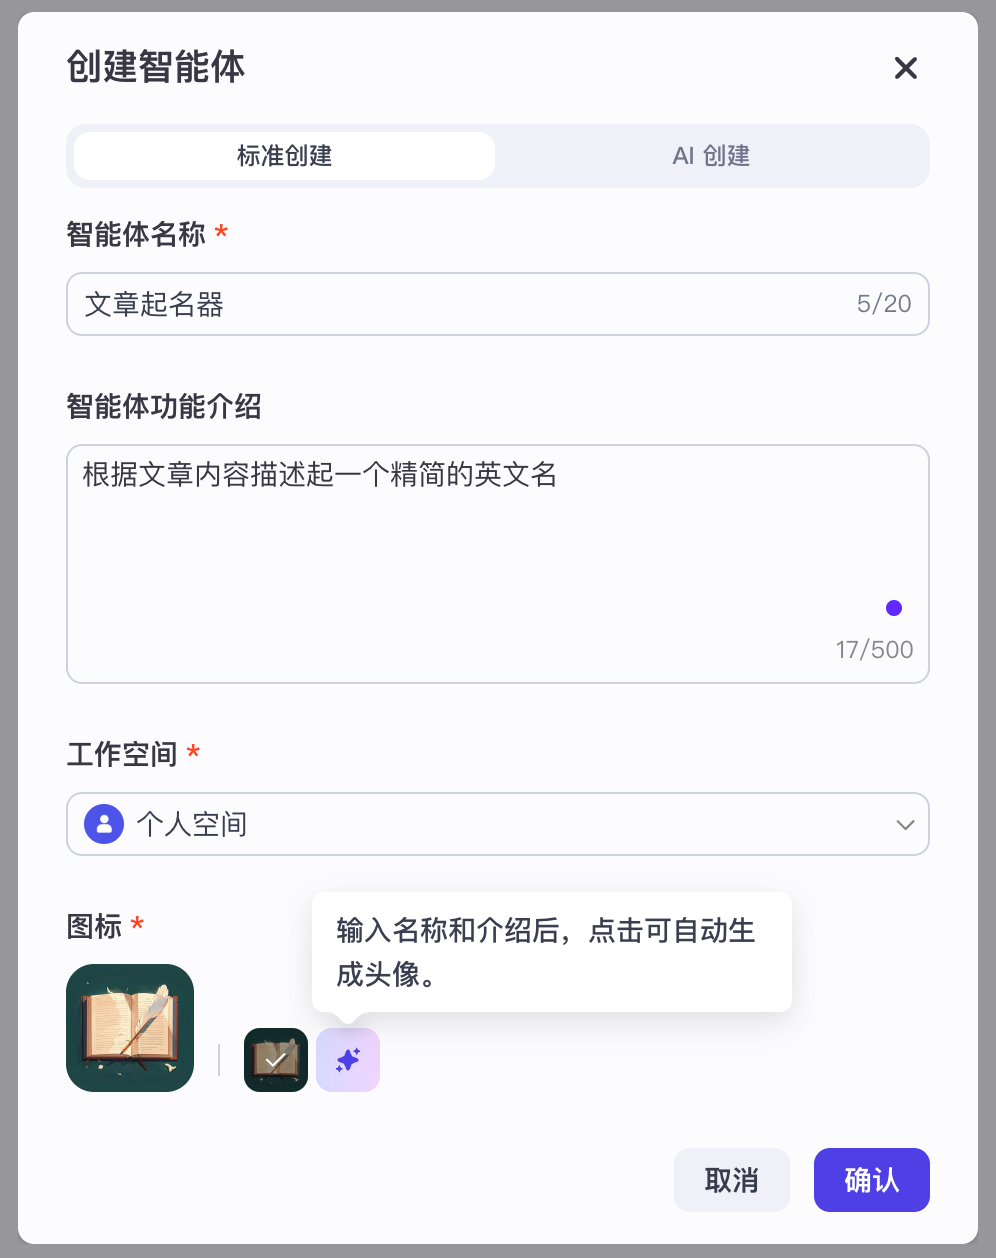 创建智能体
标准创建
AI 创建
智能体名称 *
文章起名器
5/20
智能体功能介绍
根据文章内容描述起一个精简的英文名
17/500
工作空间 *
个人空间
图标 *
输入名称和介绍后，点击可自动生
成头像。
取消
确认